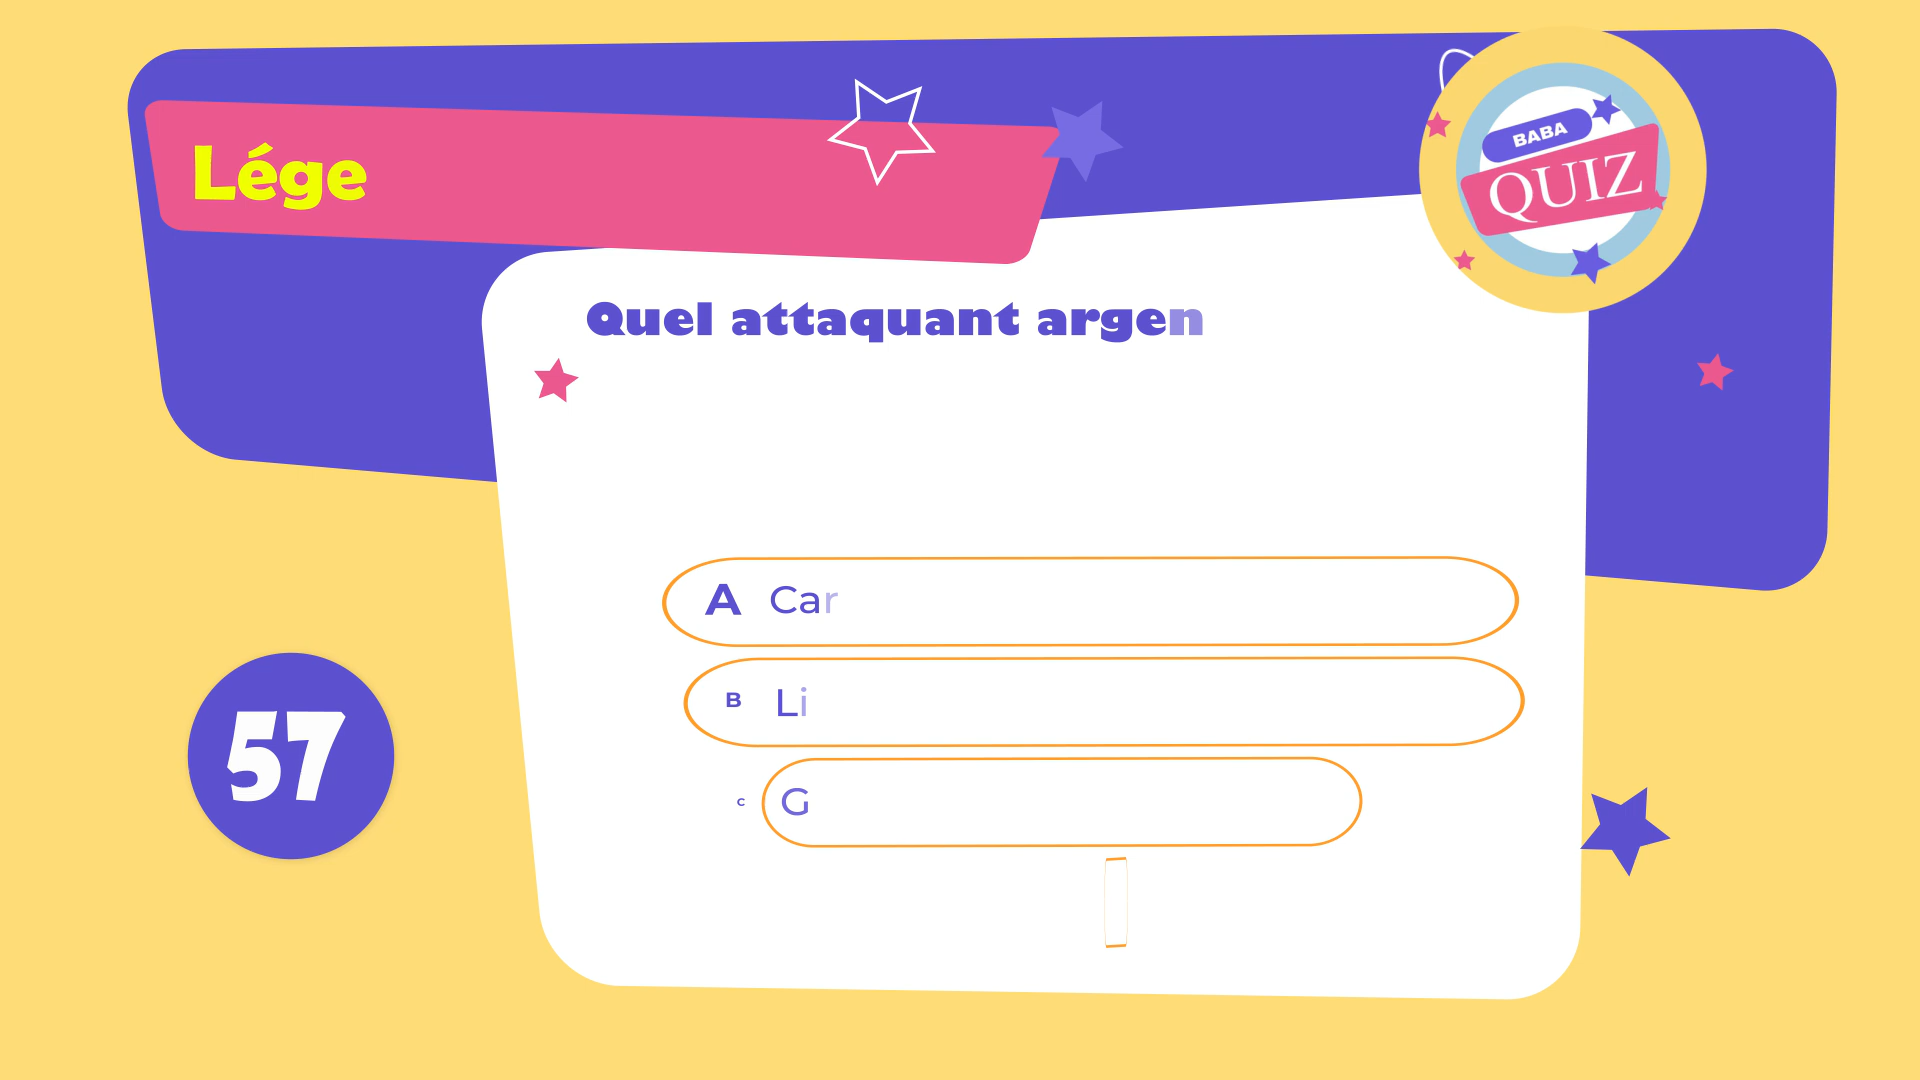 Lége
BABA
QUIZ
Quel attaquant argen
A Car
B Li
C G
57